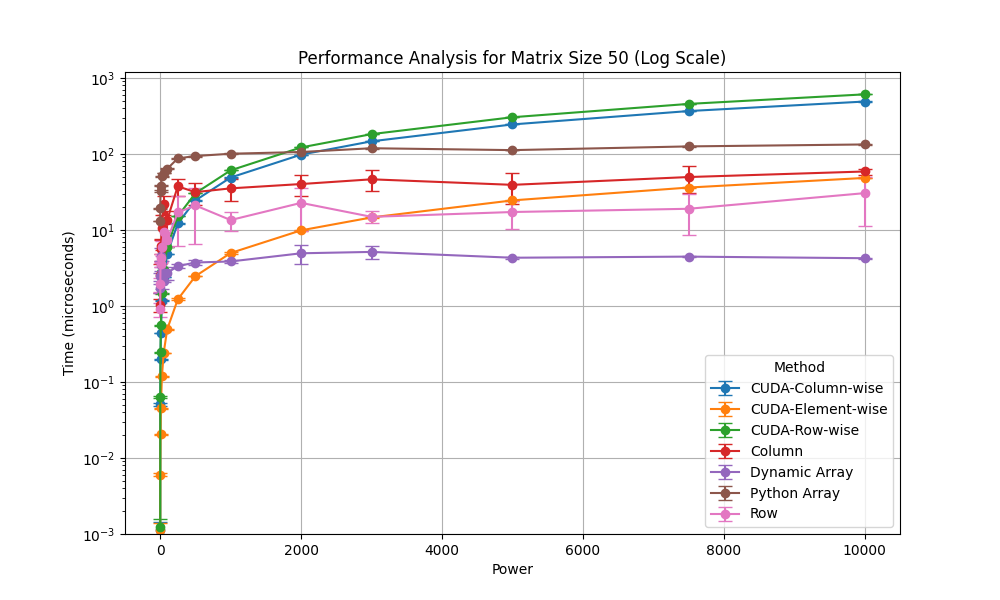 Performance Analysis for Matrix Size 50 (Log Scale)
Time (microseconds)
10³
10²
10¹
10⁰
10⁻¹
10⁻²
10⁻³
Method
CUDA-Column-wise
CUDA-Element-wise
CUDA-Row-wise
Column
Dynamic Array
Python Array
Row
0 2000 4000 6000 8000 10000
Power